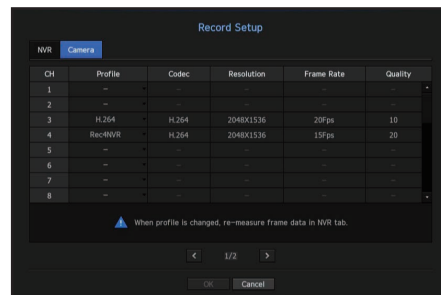 Record Setup
NVR Camera
CH Profile Codec Resolution Frame Rate Quality
1 – – – – –
2 – – – – –
3 H.264 H.264 2048X1536 20Fps 10
4 Rec4NVR H.264 2048X1536 15Fps 20
5 – – – – –
6 – – – – –
7 – – – – –
8 – – – – –
When profile is changed, re-measure frame data in NVR tab.
< 1/2 >
OK Cancel